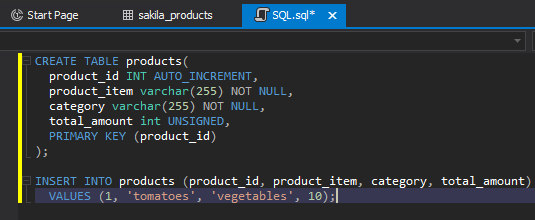 Start Page sakila_products SQL.sql*
CREATE TABLE products(
product_id INT AUTO_INCREMENT,
product_item varchar(255) NOT NULL,
category varchar(255) NOT NULL,
total_amount int UNSIGNED,
PRIMARY KEY (product_id)
);
INSERT INTO products (product_id, product_item, category, total_amount)
VALUES (1, 'tomatoes', 'vegetables', 10);